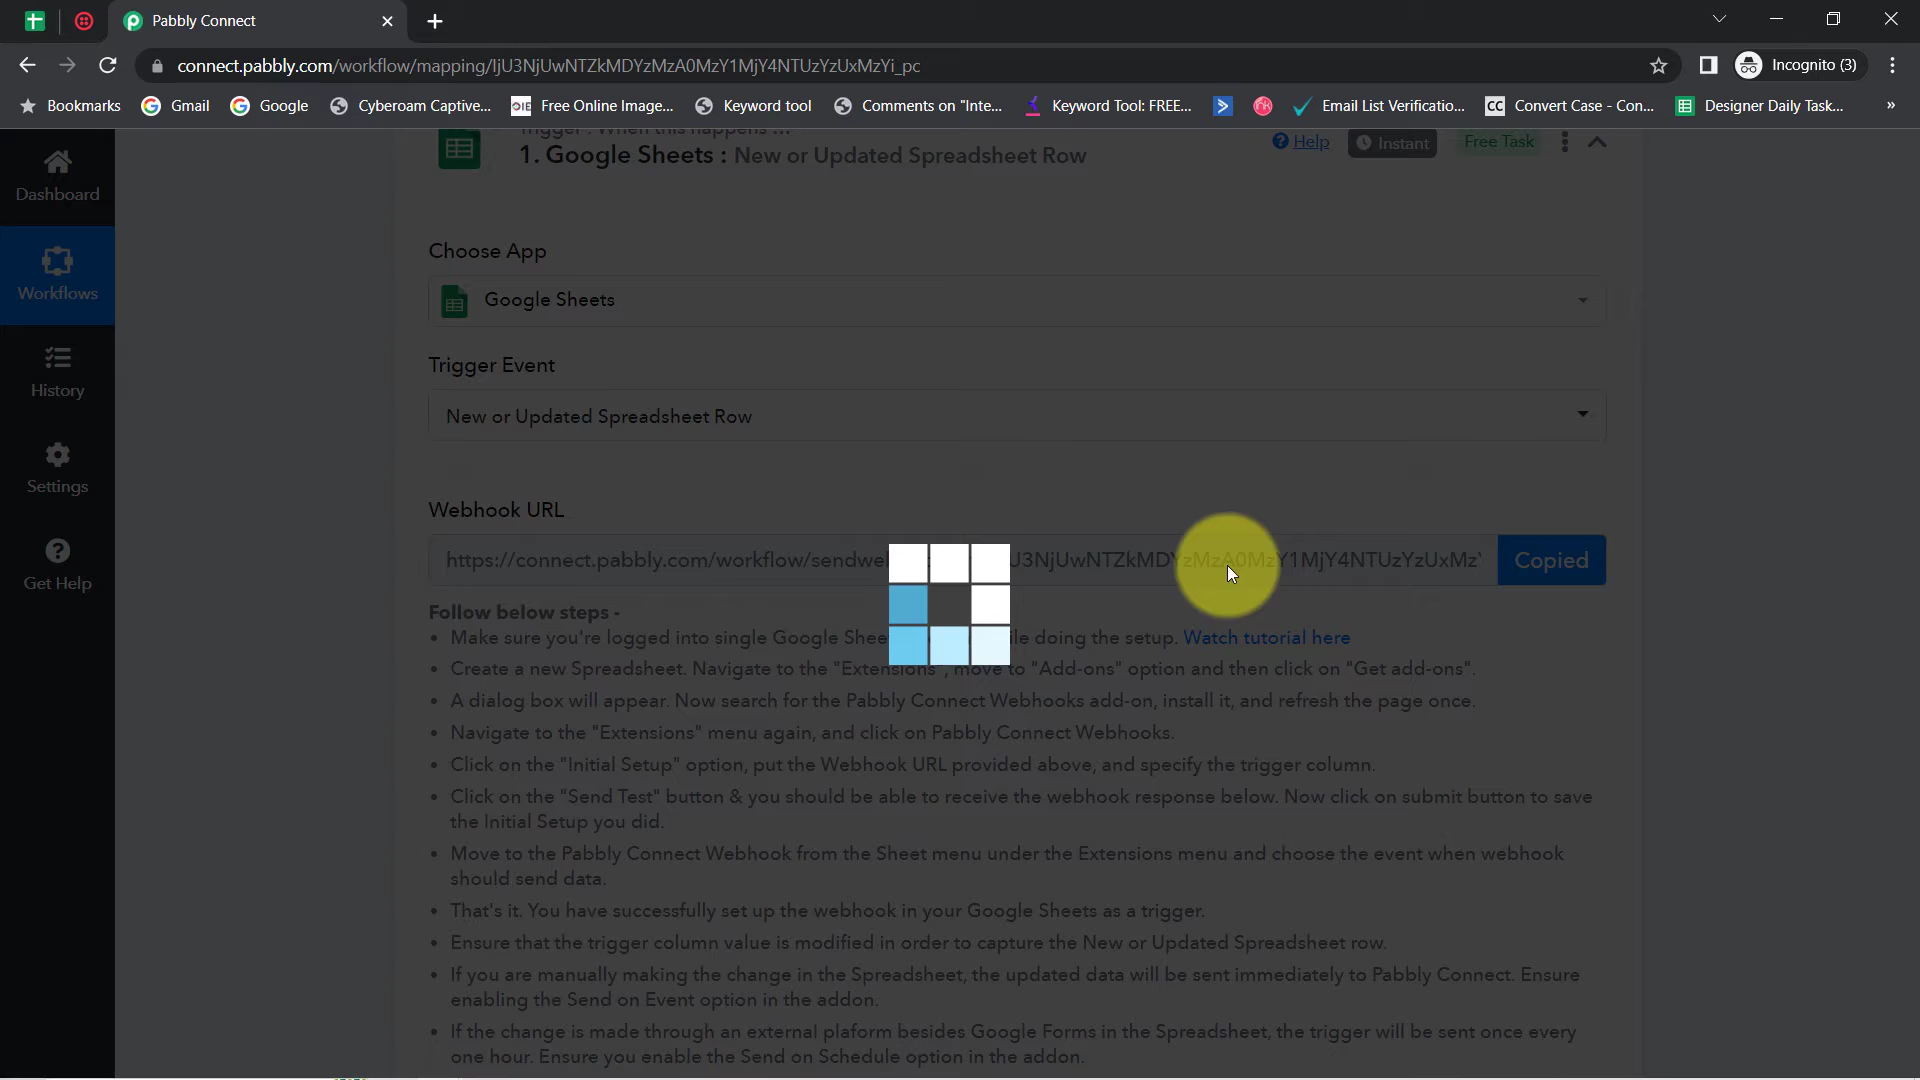 Pabbly Connect
connect.pabbly.com/workflow/mapping/IjU3NjUwNTZkMDYzMzA0MzY1MjY4NTUzYzUxMzYi_pc
Incognito (3)
Bookmarks Gmail Google Cyberoam Captive... Free Online Image... Keyword tool Comments on "Inte... Keyword Tool: FREE... Email List Verificatio... CC Convert Case - Con... Designer Daily Task... »
Trigger : When this happens ...
1. Google Sheets : New or Updated Spreadsheet Row
Help Instant Free Task
Dashboard
Workflows
History
Settings
Get Help
Choose App
Google Sheets
Trigger Event
New or Updated Spreadsheet Row
Webhook URL
https://connect.pabbly.com/workflow/sendwe U3NjUwNTZkMDYzMzA0MzY1MjY4NTUzYzUxMzY
Copied
Follow below steps -
• Make sure you're logged into single Google Shee ile doing the setup. Watch tutorial here
• Create a new Spreadsheet. Navigate to the "Extensions", move to "Add-ons" option and then click on "Get add-ons".
• A dialog box will appear. Now search for the Pabbly Connect Webhooks add-on, install it, and refresh the page once.
• Navigate to the "Extensions" menu again, and click on Pabbly Connect Webhooks.
• Click on the "Initial Setup" option, put the Webhook URL provided above, and specify the trigger column.
• Click on the "Send Test" button & you should be able to receive the webhook response below. Now click on submit button to save
the Initial Setup you did.
• Move to the Pabbly Connect Webhook from the Sheet menu under the Extensions menu and choose the event when webhook
should send data.
• That's it. You have successfully set up the webhook in your Google Sheets as a trigger.
• Ensure that the trigger column value is modified in order to capture the New or Updated Spreadsheet row.
• If you are manually making the change in the Spreadsheet, the updated data will be sent immediately to Pabbly Connect. Ensure
enabling the Send on Event option in the addon.
• If the change is made through an external plaform besides Google Forms in the Spreadsheet, the trigger will be sent once every
one hour. Ensure you enable the Send on Schedule option in the addon.